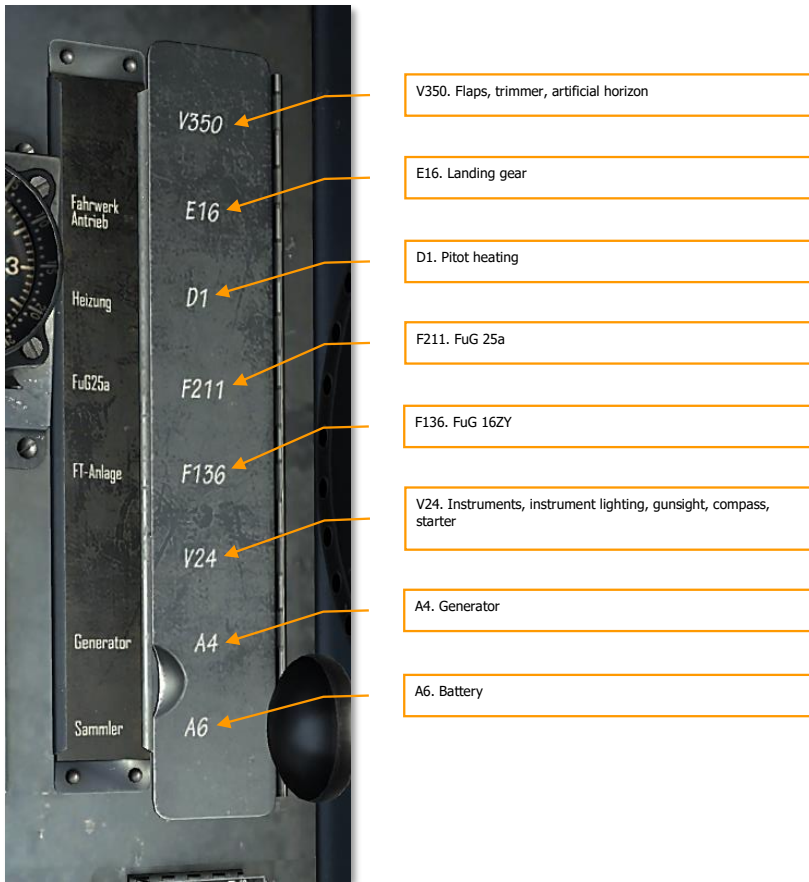 V350
V350. Flaps, trimmer, artificial horizon
Fahrwerk
Antrieb
E16
E16. Landing gear
3
Heizung
D1
D1. Pitot heating
FuG25a
F211
F211. FuG 25a
FT-Anlage
F136
F136. FuG 16ZY
V24
V24. Instruments, instrument lighting, gunsight, compass,
starter
Generator
A4
A4. Generator
Sammler
A6
A6. Battery